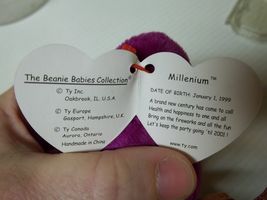 The Beanie Babies Collection®
© Ty Inc.
Oakbrook, IL. U.S.A.
© Ty Europe
Gasport, Hampshire, U.K.
© Ty Canada
Aurora, Ontario
Handmade in China
Millenium™
DATE OF BIRTH: January 1, 1999
A brand new century has come to call
Health and happiness to one and all
Bring on the fireworks and all the fun
Let's keep the party going 'til 2001 !
www.ty.com